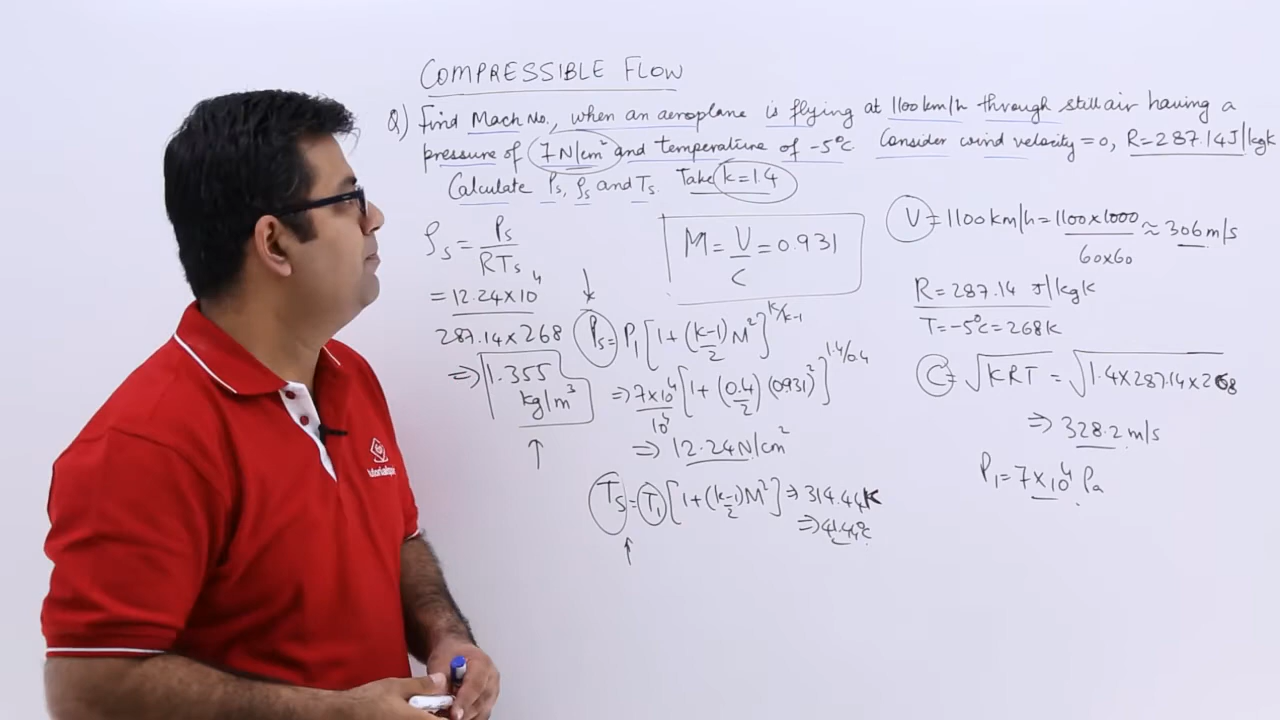 COMPRESSIBLE FLOW
Q) Find Mach No., when an aeroplane is flying at 1100 km/h through still air having a
pressure of 7 N/cm² and temperature of -5°C Consider wind velocity = 0, R = 287.14 J/kgK
Calculate Ps, ρs and Ts. Take k = 1.4
ρs = Ps/RTs
= 12.24×10⁴
287.14×268
⇒ 1.355
kg/m³
M = V/C = 0.931
Ps = P1 [1 + (k-1/2) M²]^k/k-1
⇒ 7×10⁴/10⁴ [1 + (0.4/2) (0.931)²]^1.4/0.4
⇒ 12.24 N/cm²
Ts = T1 [1 + (k-1/2) M²] ⇒ 314.44 K
⇒ 41.44°C
V = 1100 km/h = 1100×1000/60×60 ≈ 306 m/s
R = 287.14 J/kgK
T = -5°C = 268 K
C = √KRT = √1.4×287.14×268
⇒ 328.2 m/s
P1 = 7×10⁴ Pa